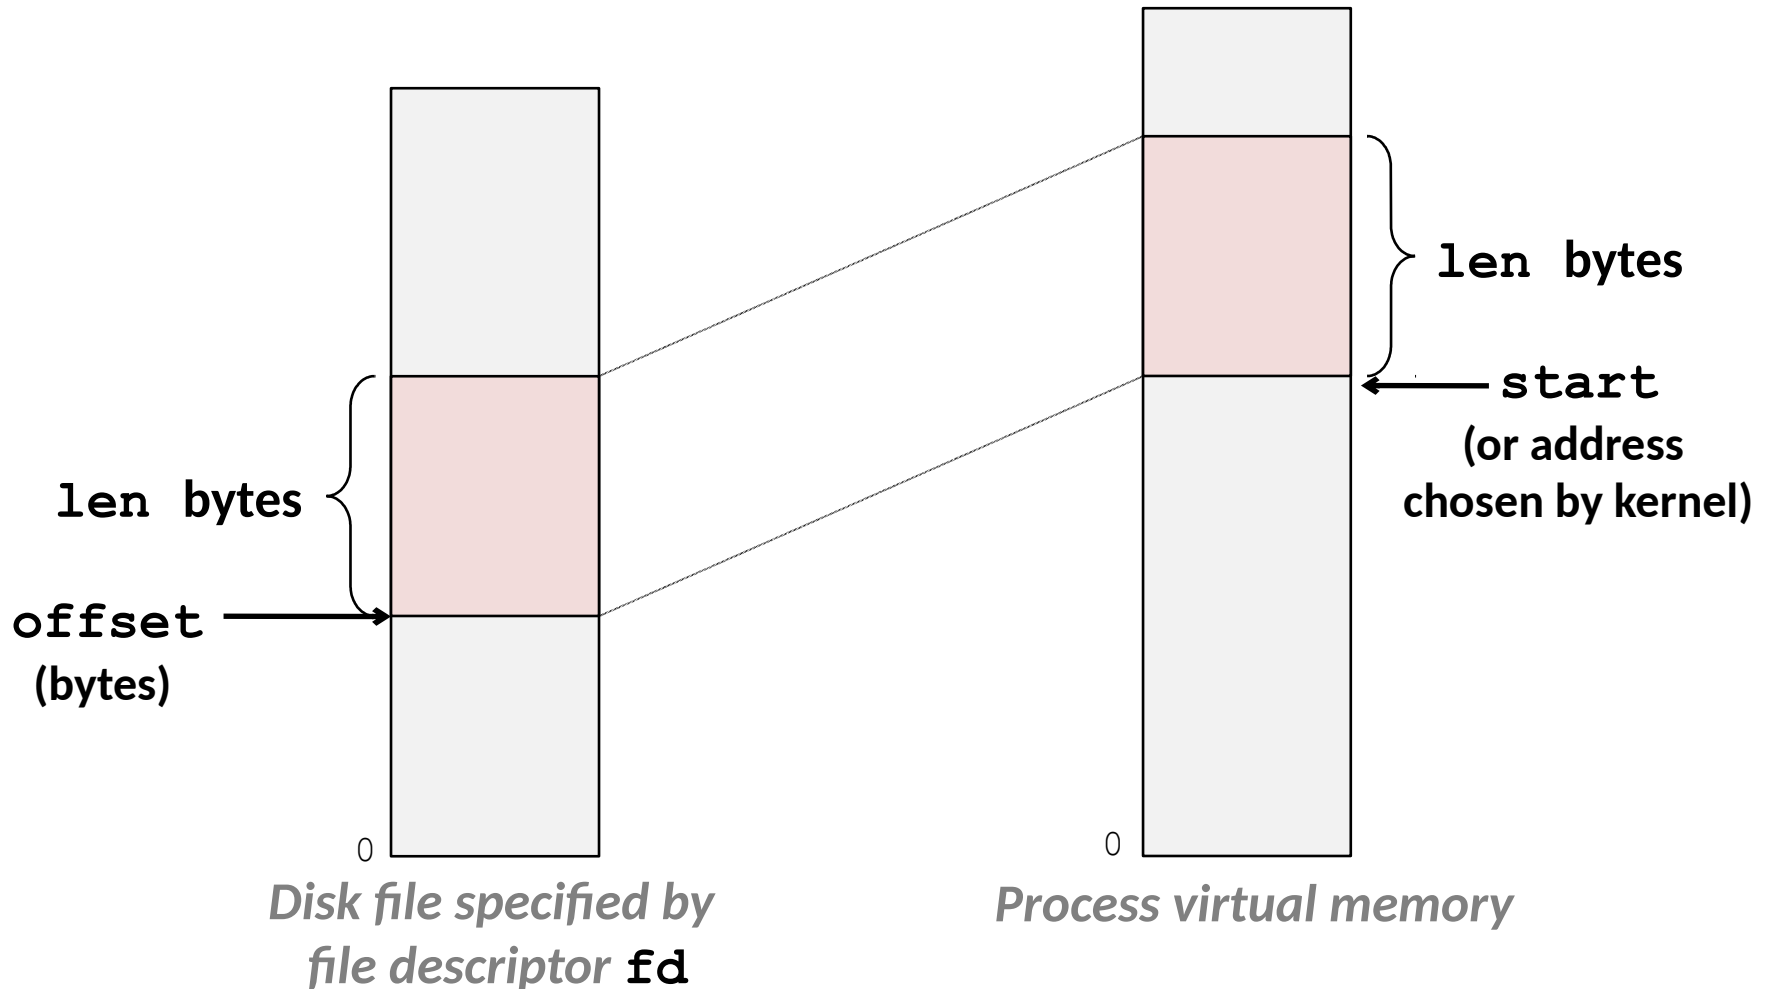 len bytes
start
(or address
chosen by kernel)
len bytes
offset
(bytes)
0
0
Disk file specified by
file descriptor fd
Process virtual memory